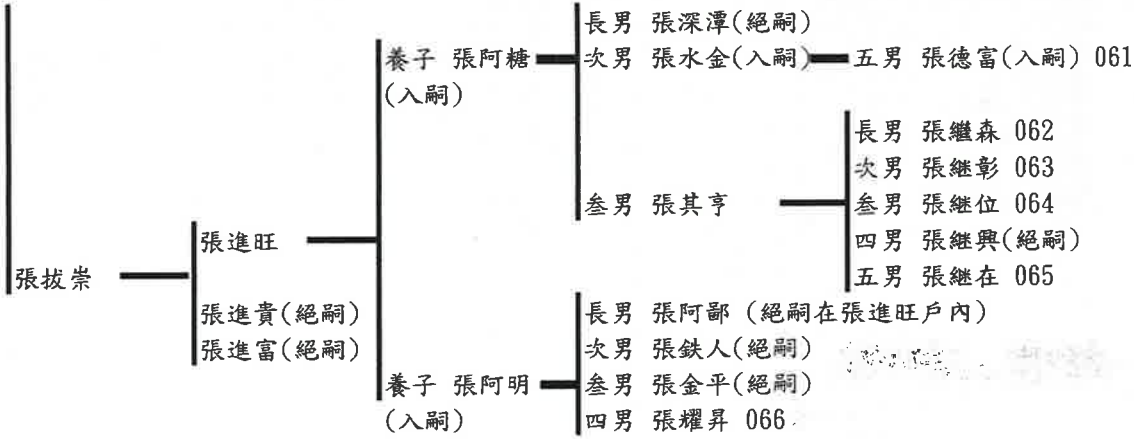 長男 張深潭(絕嗣)
養子 張阿糖
(入嗣)
次男 張水金(入嗣)
五男 張德富(入嗣) 061
長男 張繼森 062
次男 張継彰 063
叁男 張其亨
叁男 張継位 064
四男 張継興(絕嗣)
五男 張継在 065
張拔崇
張進旺
張進貴(絕嗣)
張進富(絕嗣)
長男 張阿鄙 (絕嗣在張進旺戶內)
次男 張鉄人(絕嗣)
養子 張阿明
(入嗣)
叁男 張金平(絕嗣)
四男 張耀昇 066